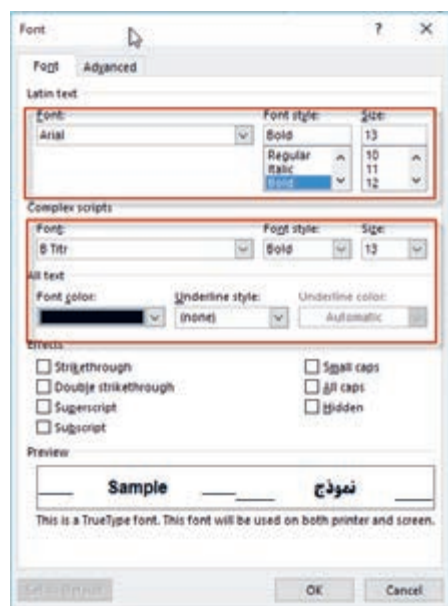 Font ? ×
Font Advanced
Latin text
Font: Font style: Size:
Arial Bold 13
Regular 10
Italic 11
Bold 12
Complex scripts
Font: Font style: Size:
B Titr Bold 13
All text
Font color: Underline style: Underline color:
(none) Automatic
Effects
Strikethrough Small caps
Double strikethrough All caps
Superscript Hidden
Subscript
Preview
Sample نموذج
This is a TrueType font. This font will be used on both printer and screen.
OK Cancel